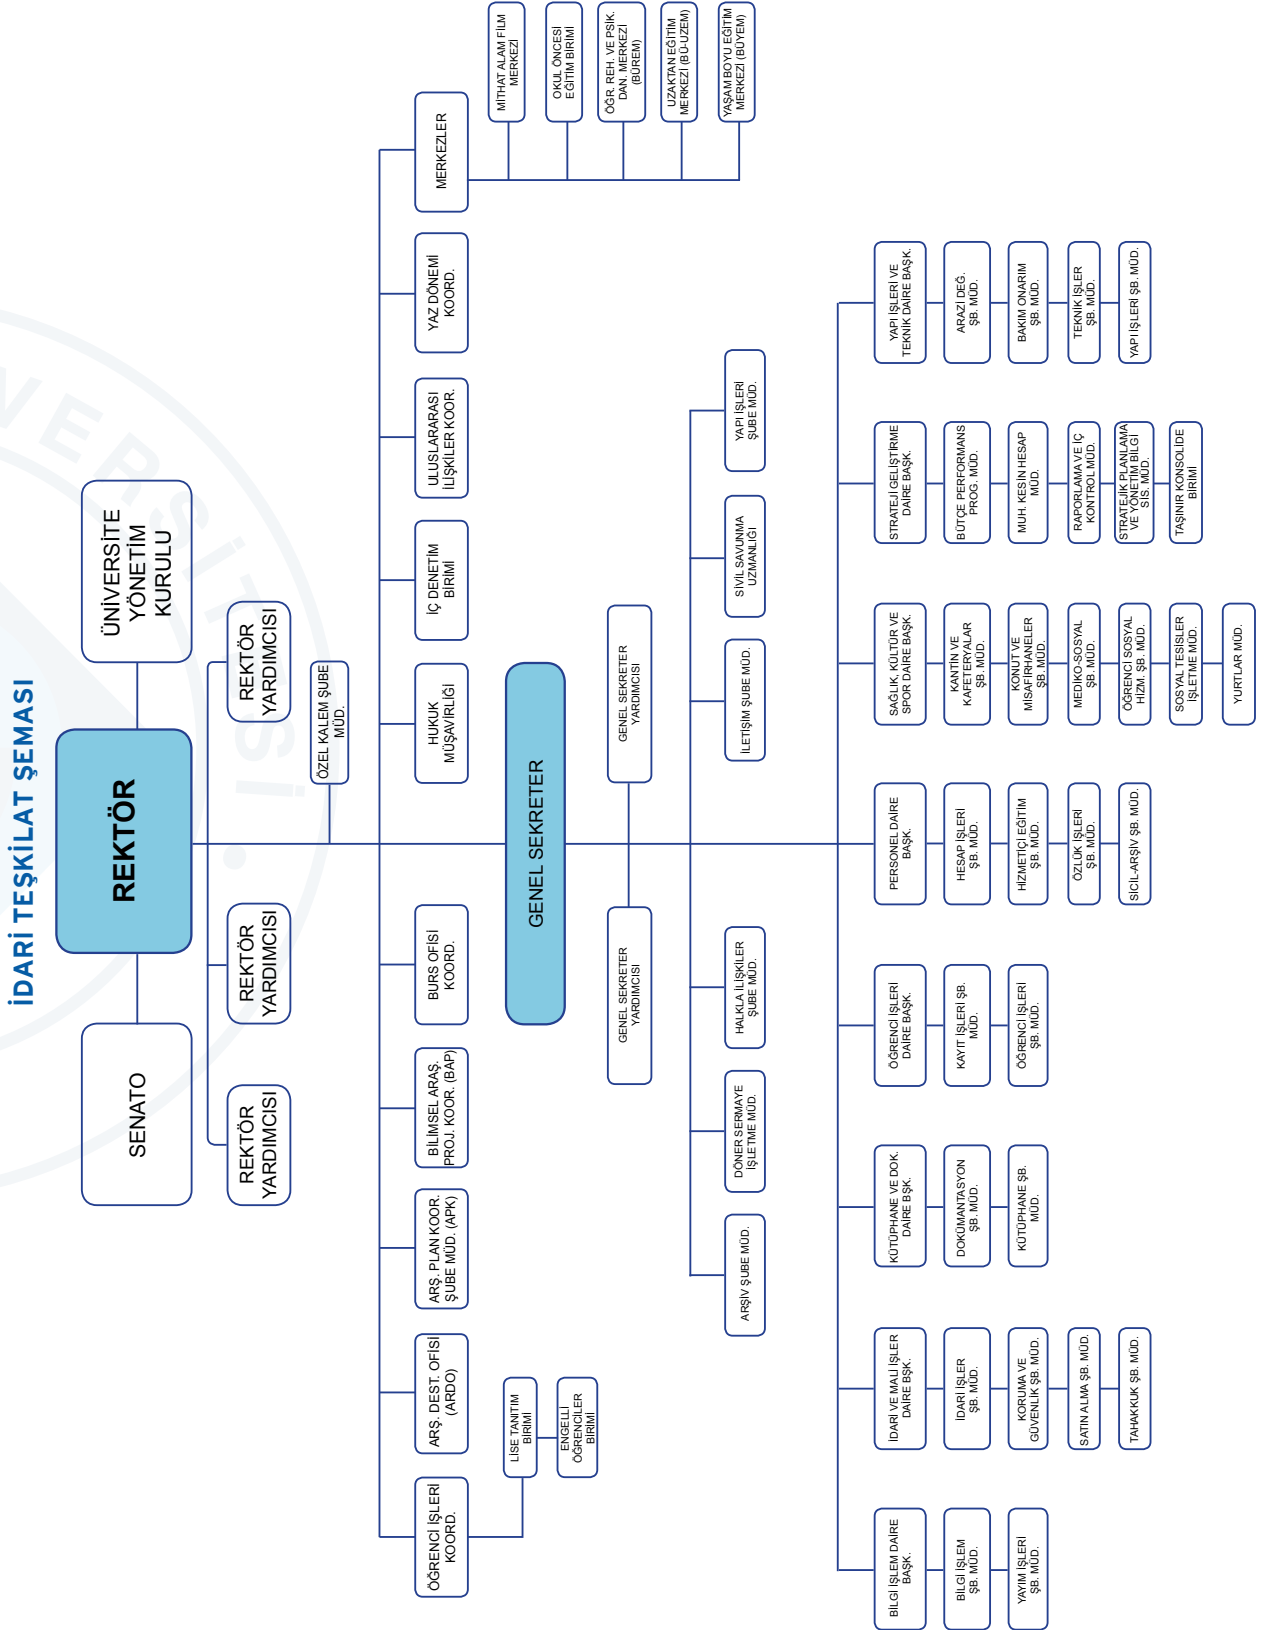 İDARİ TEŞKİLAT ŞEMASI
SENATO
REKTÖR
ÜNİVERSİTE
YÖNETİM
KURULU
REKTÖR
YARDIMCISI
REKTÖR
YARDIMCISI
REKTÖR
YARDIMCISI
ÖZEL KALEM ŞUBE
MÜD.
ÖĞRENCİ İŞLERİ
KOORD.
ARŞ. DEST. OFİSİ
(ARDO)
ARŞ. PLAN KOOR.
ŞUBE MÜD. (APK)
BİLİMSEL ARAŞ.
PROJ. KOOR. (BAP)
BURS OFİSİ
KOORD.
HUKUK
MÜŞAVİRLİĞİ
İÇ DENETİM
BİRİMİ
ULUSLARARASI
İLİŞKİLER KOOR.
YAZ DÖNEMİ
KOORD.
MERKEZLER
LİSE TANITIM
BİRİMİ
ENGELLİ
ÖĞRENCİLER
BİRİMİ
MİTHAT ALAM FİLM
MERKEZİ
OKUL ÖNCESİ
EĞİTİM BİRİMİ
ÖĞR. REH. VE PSİK.
DAN. MERKEZİ
(BÜREM)
UZAKTAN EĞİTİM
MERKEZİ (BÜ-UZEM)
YAŞAM BOYU EĞİTİM
MERKEZİ (BÜYEM)
GENEL SEKRETER
GENEL SEKRETER
YARDIMCISI
GENEL SEKRETER
YARDIMCISI
ARŞİV ŞUBE MÜD.
DÖNER SERMAYE
İŞLETME MÜD.
HALKLA İLİŞKİLER
ŞUBE MÜD.
İLETİŞİM ŞUBE MÜD.
SİVİL SAVUNMA
UZMANLIĞI
YAPI İŞLERİ
ŞUBE MÜD.
BİLGİ İŞLEM DAİRE
BAŞK.
BİLGİ İŞLEM
ŞB. MÜD.
YAYIM İŞLERİ
ŞB. MÜD.
İDARİ VE MALİ İŞLER
DAİRE BŞK.
İDARİ İŞLER
ŞB. MÜD.
KORUMA VE
GÜVENLİK ŞB. MÜD.
SATIN ALMA ŞB. MÜD.
TAHAKKUK ŞB. MÜD.
KÜTÜPHANE VE DOK.
DAİRE BŞK.
DOKÜMANTASYON
ŞB. MÜD.
KÜTÜPHANE ŞB.
MÜD.
ÖĞRENCİ İŞLERİ
DAİRE BAŞK.
KAYIT İŞLERİ ŞB.
MÜD.
ÖĞRENCİ İŞLERİ
ŞB. MÜD.
PERSONEL DAİRE
BAŞK.
HESAP İŞLERİ
ŞB. MÜD.
HİZMETİÇİ EĞİTİM
ŞB. MÜD.
ÖZLÜK İŞLERİ
ŞB. MÜD.
SİCİL-ARŞİV ŞB. MÜD.
SAĞLIK, KÜLTÜR VE
SPOR DAİRE BAŞK.
KANTİN VE
KAFETERYALAR
ŞB. MÜD.
KONUT VE
MİSAFİRHANELER
ŞB. MÜD.
MEDİKO-SOSYAL
ŞB. MÜD.
ÖĞRENCİ SOSYAL
HİZM. ŞB. MÜD.
SOSYAL TESİSLER
İŞLETME MÜD.
YURTLAR MÜD.
STRATEJİ GELİŞTİRME
DAİRE BAŞK.
BÜTÇE PERFORMANS
PROG. MÜD.
MUH. KESİN HESAP
MÜD.
RAPORLAMA VE İÇ
KONTROL MÜD.
STRATEJİK PLANLAMA
VE YÖNETİM BİLGİ
SİS. MÜD.
TAŞINIR KONSOLİDE
BİRİMİ
YAPI İŞLERİ VE
TEKNİK DAİRE BAŞK.
ARAZİ DEĞ.
ŞB. MÜD.
BAKIM ONARIM
ŞB. MÜD.
TEKNİK İŞLER
ŞB. MÜD.
YAPI İŞLERİ ŞB. MÜD.